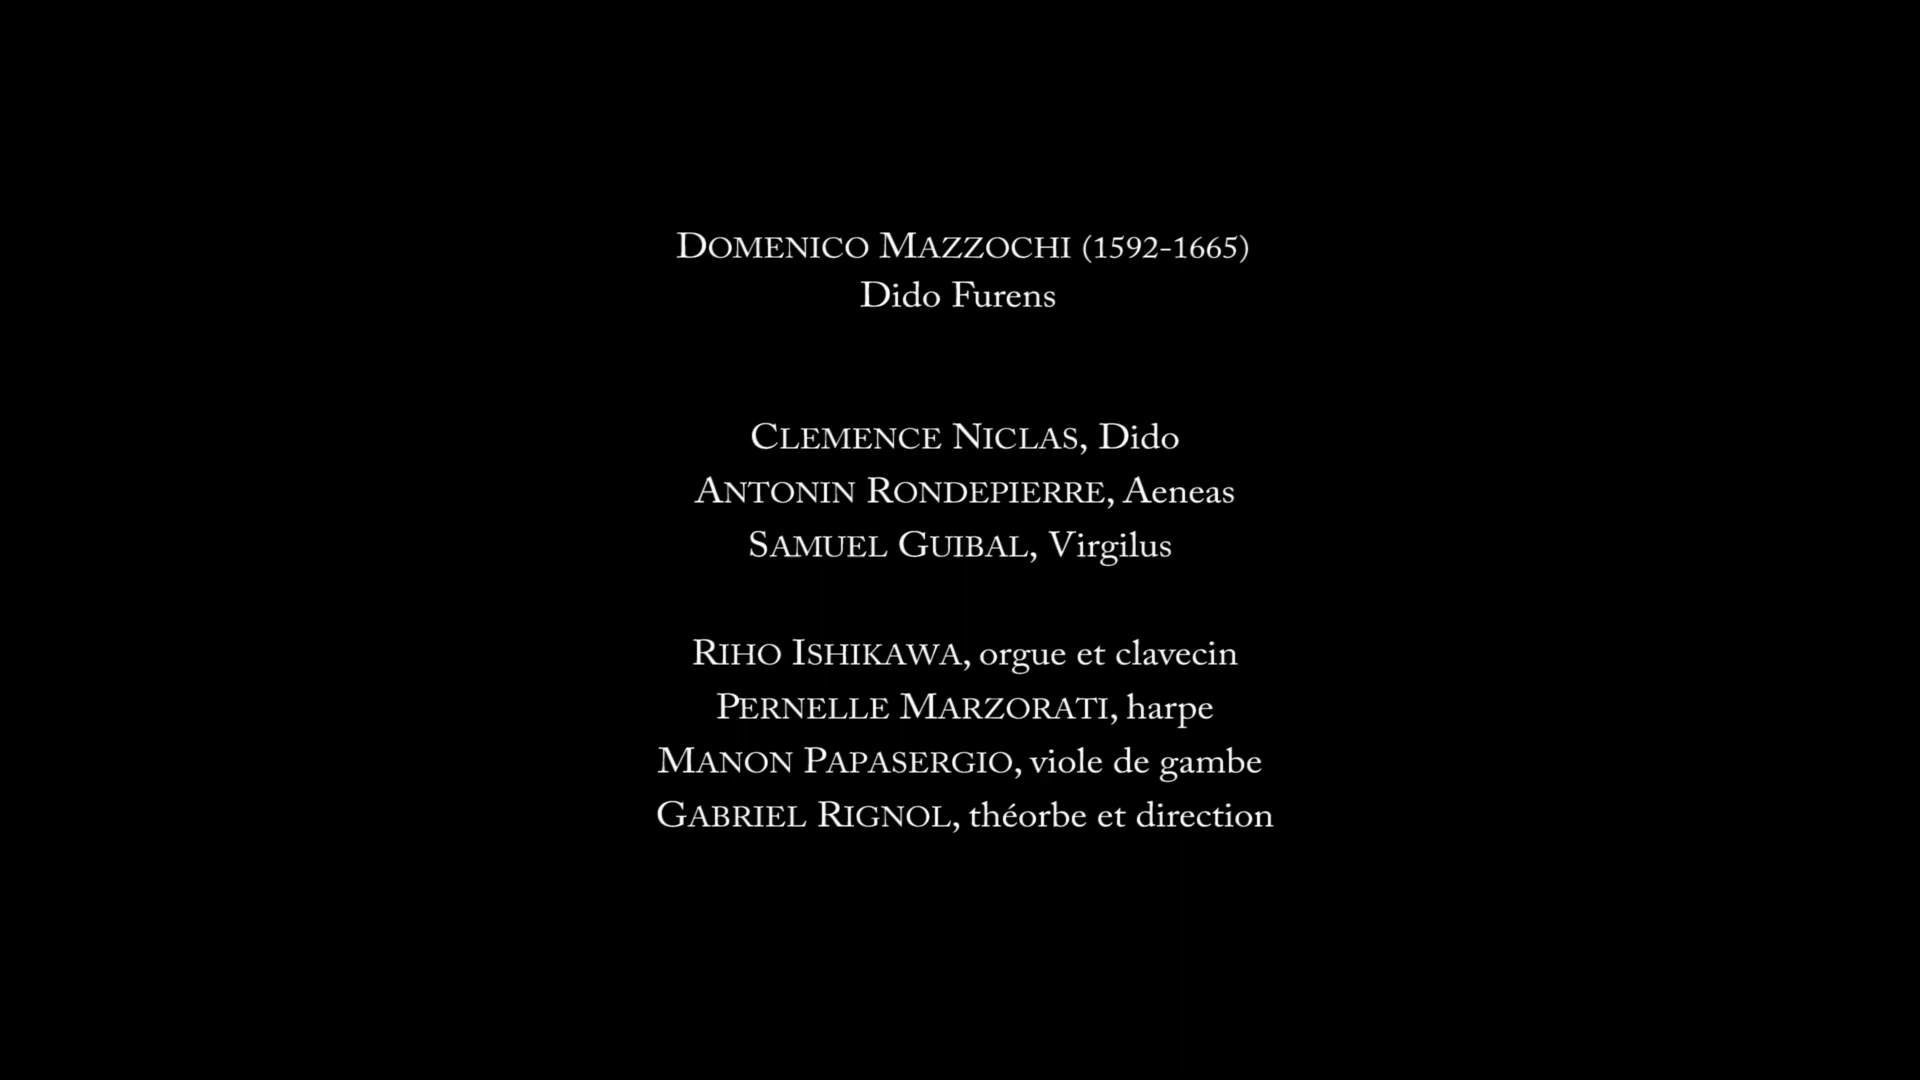 DOMENICO MAZZOCHI (1592-1665)
Dido Furens
CLEMENCE NICLAS, Dido
ANTONIN RONDEPIERRE, Aeneas
SAMUEL GUIBAL, Virgilus
RIHO ISHIKAWA, orgue et clavecin
PERNELLE MARZORATI, harpe
MANON PAPASERGIO, viole de gambe
GABRIEL RIGNOL, théorbe et direction